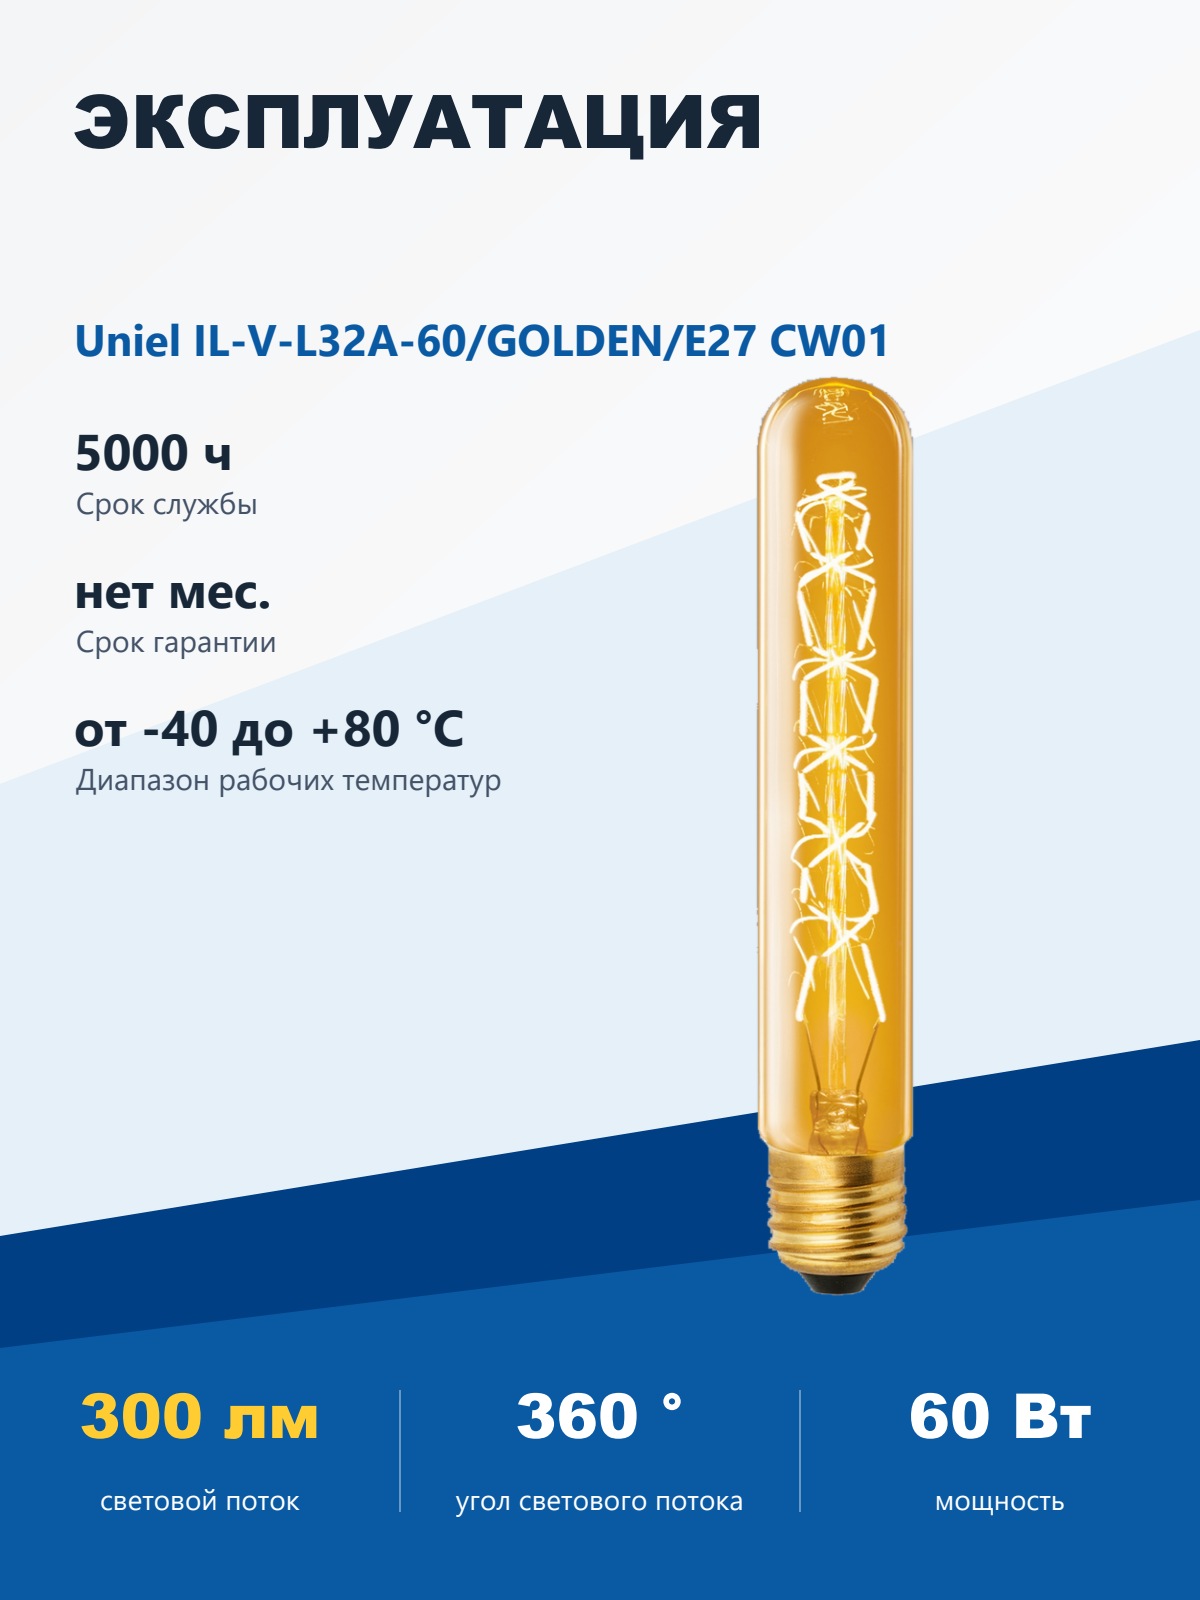 ЭКСПЛУАТАЦИЯ
Uniel IL-V-L32A-60/GOLDEN/E27 CW01
5000 ч
Срок службы
нет мес.
Срок гарантии
от -40 до +80 °C
Диапазон рабочих температур
300 лм
световой поток
360 °
угол светового потока
60 Вт
мощность